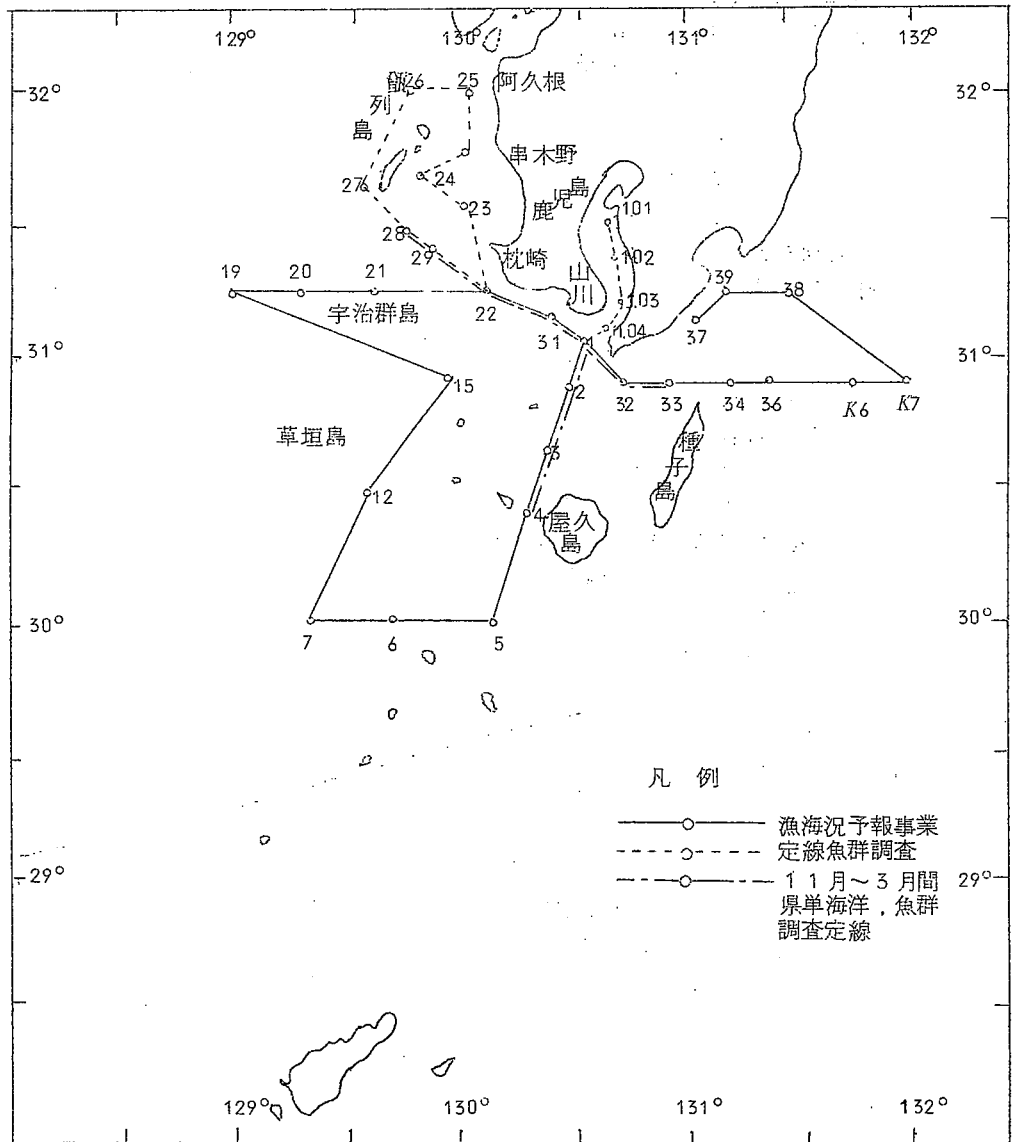 129° 130° 131° 132°
32° 26 25 阿久根 32°
列
島
串木野
27 24
鹿児島 101
23
28 102
29 枕崎
山川
19 20 21 39 38
103
宇治群島 22 104
37
31° 31 1 31°
15 2 32 33 34 36 K6 K7
草垣島
3 種子島
12
4 屋久島
30° 30°
7 6 5
凡例
漁海況予報事業
定線魚群調査
29° 11月~3月間 29°
県単海洋,魚群
調査定線
129° 130° 131° 132°